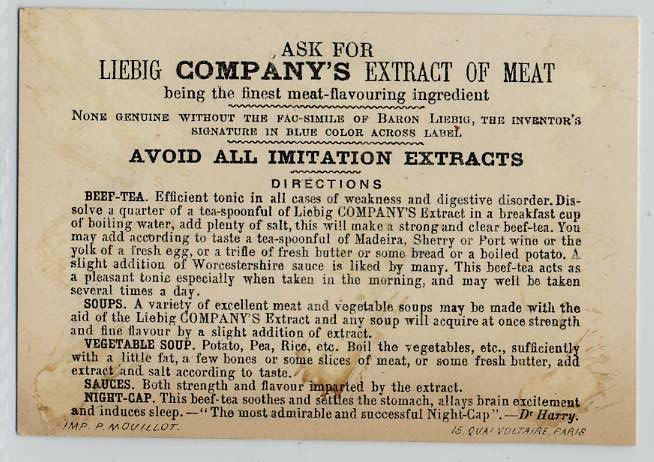 ASK FOR
LIEBIG COMPANY'S EXTRACT OF MEAT
being the finest meat-flavouring ingredient
NONE GENUINE WITHOUT THE FAC-SIMILE OF BARON LIEBIG, THE INVENTOR'S
SIGNATURE IN BLUE COLOR ACROSS LABEL
AVOID ALL IMITATION EXTRACTS
DIRECTIONS
BEEF-TEA. Efficient tonic in all cases of weakness and digestive disorder. Dis-
solve a quarter of a tea-spoonful of Liebig COMPANY'S Extract in a breakfast cup
of boiling water, add plenty of salt, this will make a strong and clear beef-tea. You
may add according to taste a tea-spoonful of Madeira, Sherry or Port wine or the
yolk of a fresh egg, or a trifle of fresh butter or some bread or a boiled potato. A
slight addition of Worcestershire sauce is liked by many. This beef-tea acts as
a pleasant tonic especially when taken in the morning, and may well be taken
several times a day.
SOUPS. A variety of excellent meat and vegetable soups may be made with the
aid of the Liebig COMPANY'S Extract and any soup will acquire at once strength
and fine flavour by a slight addition of extract.
VEGETABLE SOUP. Potato, Pea, Rice, etc. Boil the vegetables, etc., sufficiently
with a little fat, a few bones or some slices of meat, or some fresh butter, add
extract and salt according to taste.
SAUCES. Both strength and flavour imparted by the extract.
NIGHT-CAP. This beef-tea soothes and settles the stomach, allays brain excitement
and induces sleep.—"The most admirable and successful Night-Cap".—Dr Harry.
IMP. P. MOUILLOT. 15, QUAI VOLTAIRE, PARIS